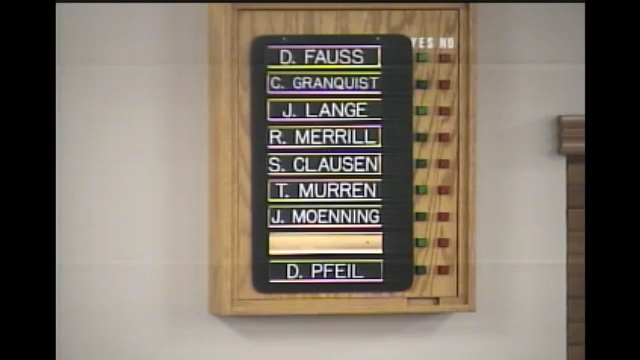 YES NO
D. FAUSS
C. GRANQUIST
J. LANGE
R. MERRILL
S. CLAUSEN
T. MURREN
J. MOENNING
D. PFEIL